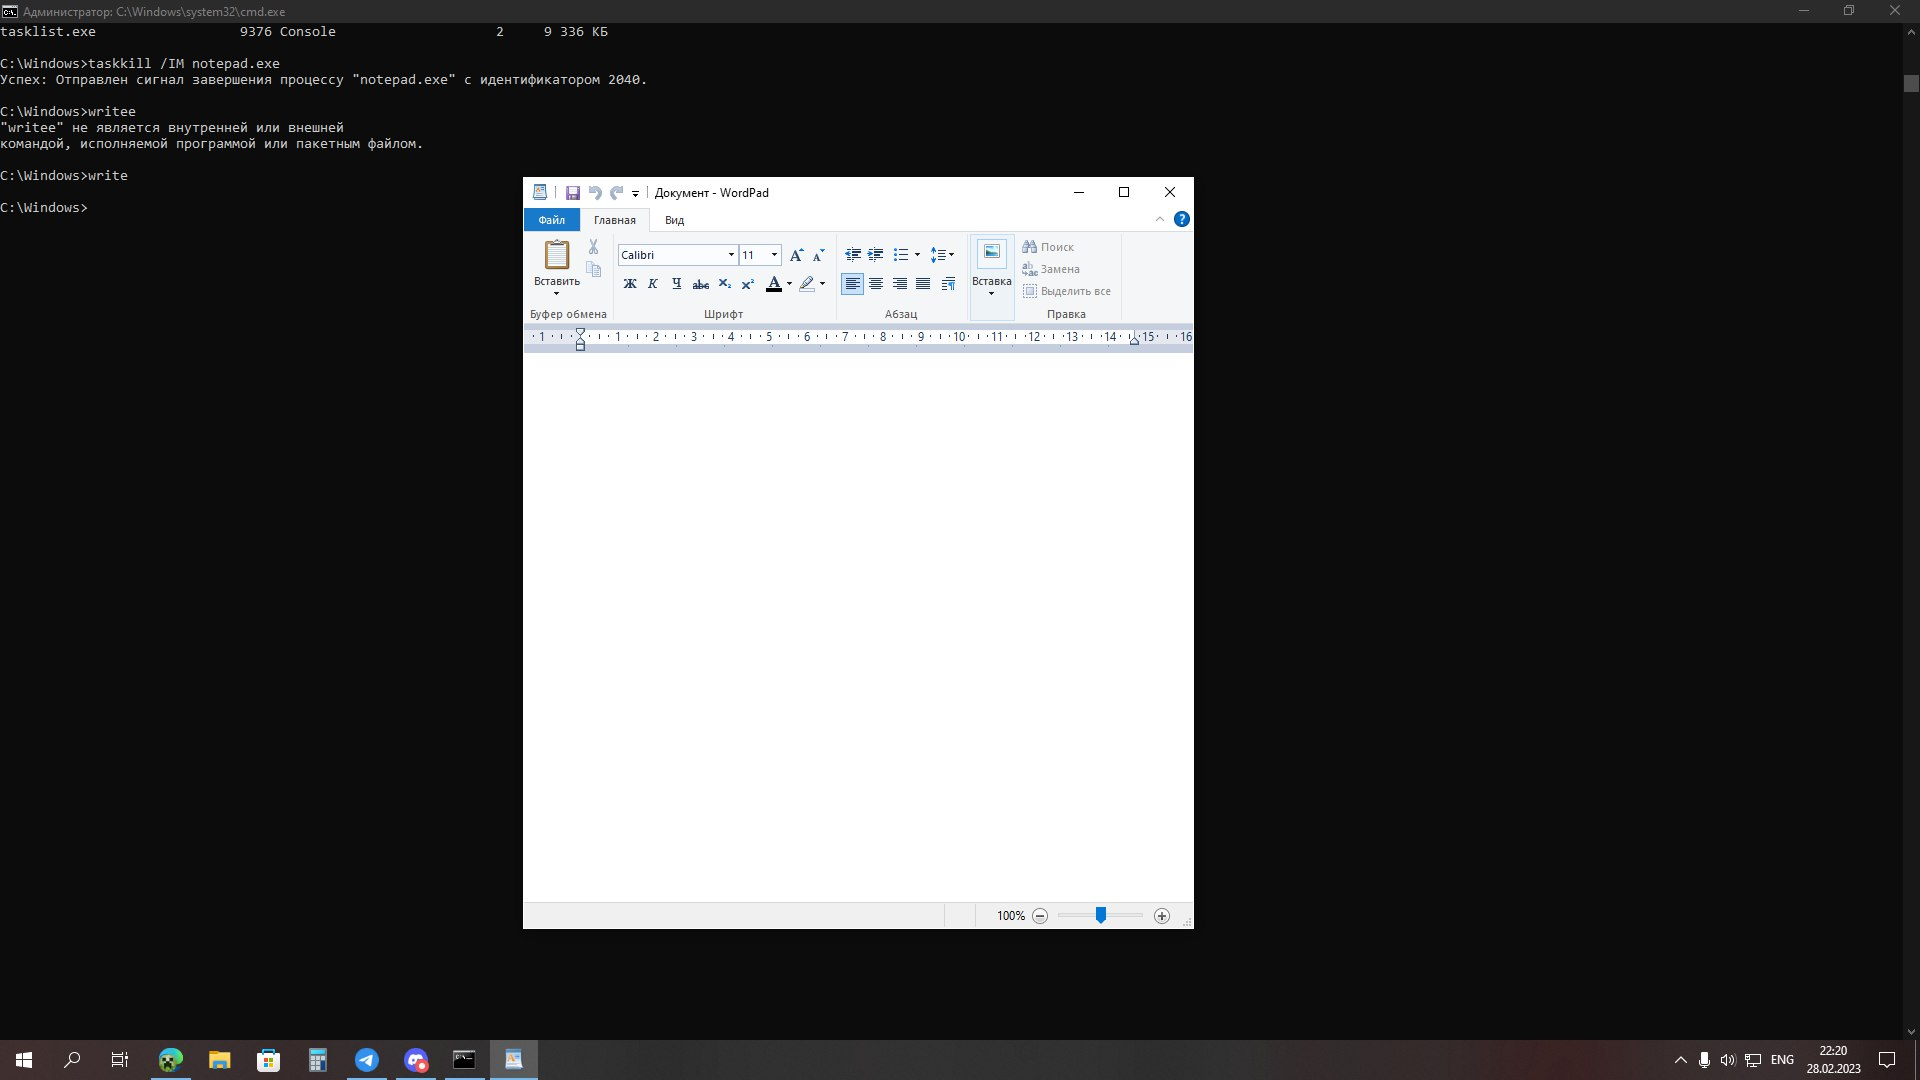 Администратор: C:\Windows\system32\cmd.exe
tasklist.exe 9376 Console 2 9 336 КБ
C:\Windows>taskkill /IM notepad.exe
Успех: Отправлен сигнал завершения процессу "notepad.exe" с идентификатором 2040.
C:\Windows>writee
"writee" не является внутренней или внешней
командой, исполняемой программой или пакетным файлом.
C:\Windows>write
C:\Windows>
Документ - WordPad
Файл Главная Вид
Вставить
Calibri 11
Ж К Ч abc X₂ X²
Вставка
Поиск
Замена
Выделить все
Буфер обмена Шрифт Абзац Правка
1 1 2 3 4 5 6 7 8 9 10 11 12 13 14 15 16
100%
ENG
22:20
28.02.2023